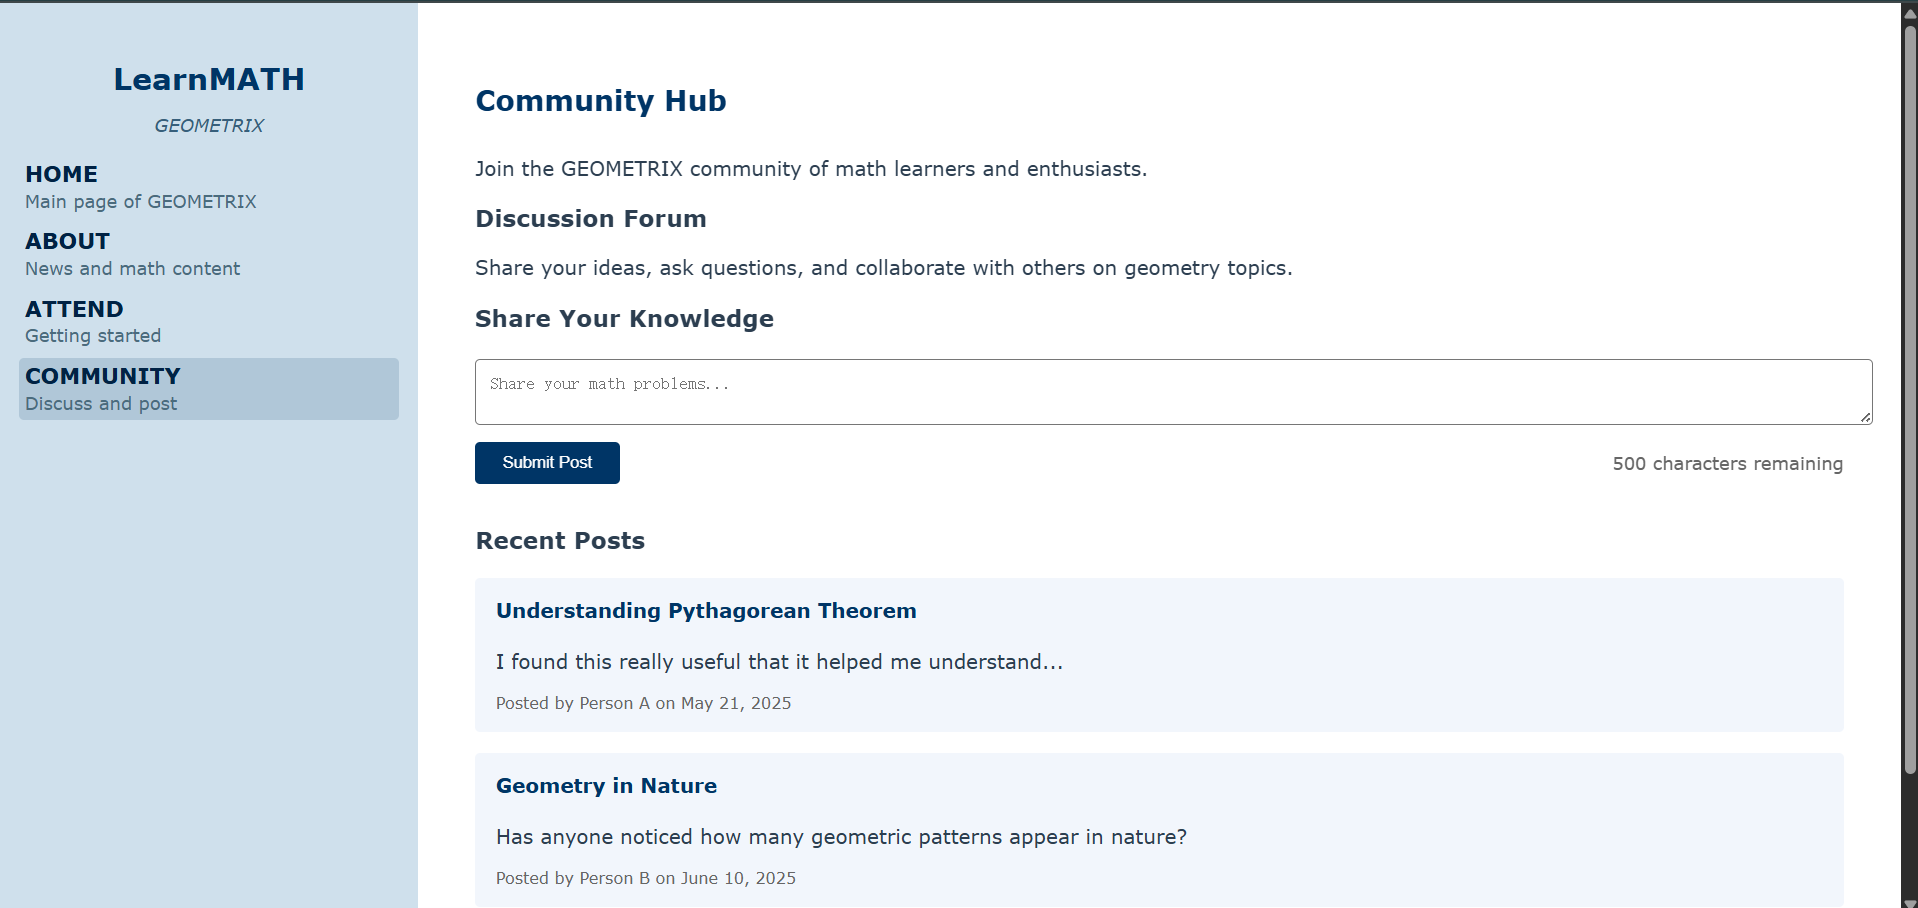 LearnMATH
GEOMETRIX
HOME
Main page of GEOMETRIX
ABOUT
News and math content
ATTEND
Getting started
COMMUNITY
Discuss and post
Community Hub
Join the GEOMETRIX community of math learners and enthusiasts.
Discussion Forum
Share your ideas, ask questions, and collaborate with others on geometry topics.
Share Your Knowledge
Share your math problems...
Submit Post
500 characters remaining
Recent Posts
Understanding Pythagorean Theorem
I found this really useful that it helped me understand...
Posted by Person A on May 21, 2025
Geometry in Nature
Has anyone noticed how many geometric patterns appear in nature?
Posted by Person B on June 10, 2025